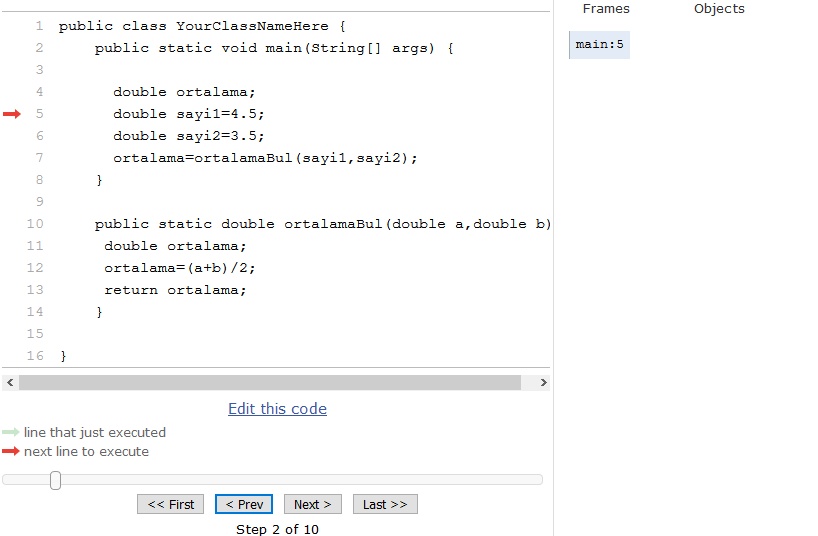 Frames Objects
main:5
1 public class YourClassNameHere {
2 public static void main(String[] args) {
3
4 double ortalama;
5 double sayi1=4.5;
6 double sayi2=3.5;
7 ortalama=ortalamaBul(sayi1,sayi2);
8 }
9
10 public static double ortalamaBul(double a,double b)
11 double ortalama;
12 ortalama=(a+b)/2;
13 return ortalama;
14 }
15
16 }
Edit this code
line that just executed
next line to execute
<< First < Prev Next > Last >>
Step 2 of 10